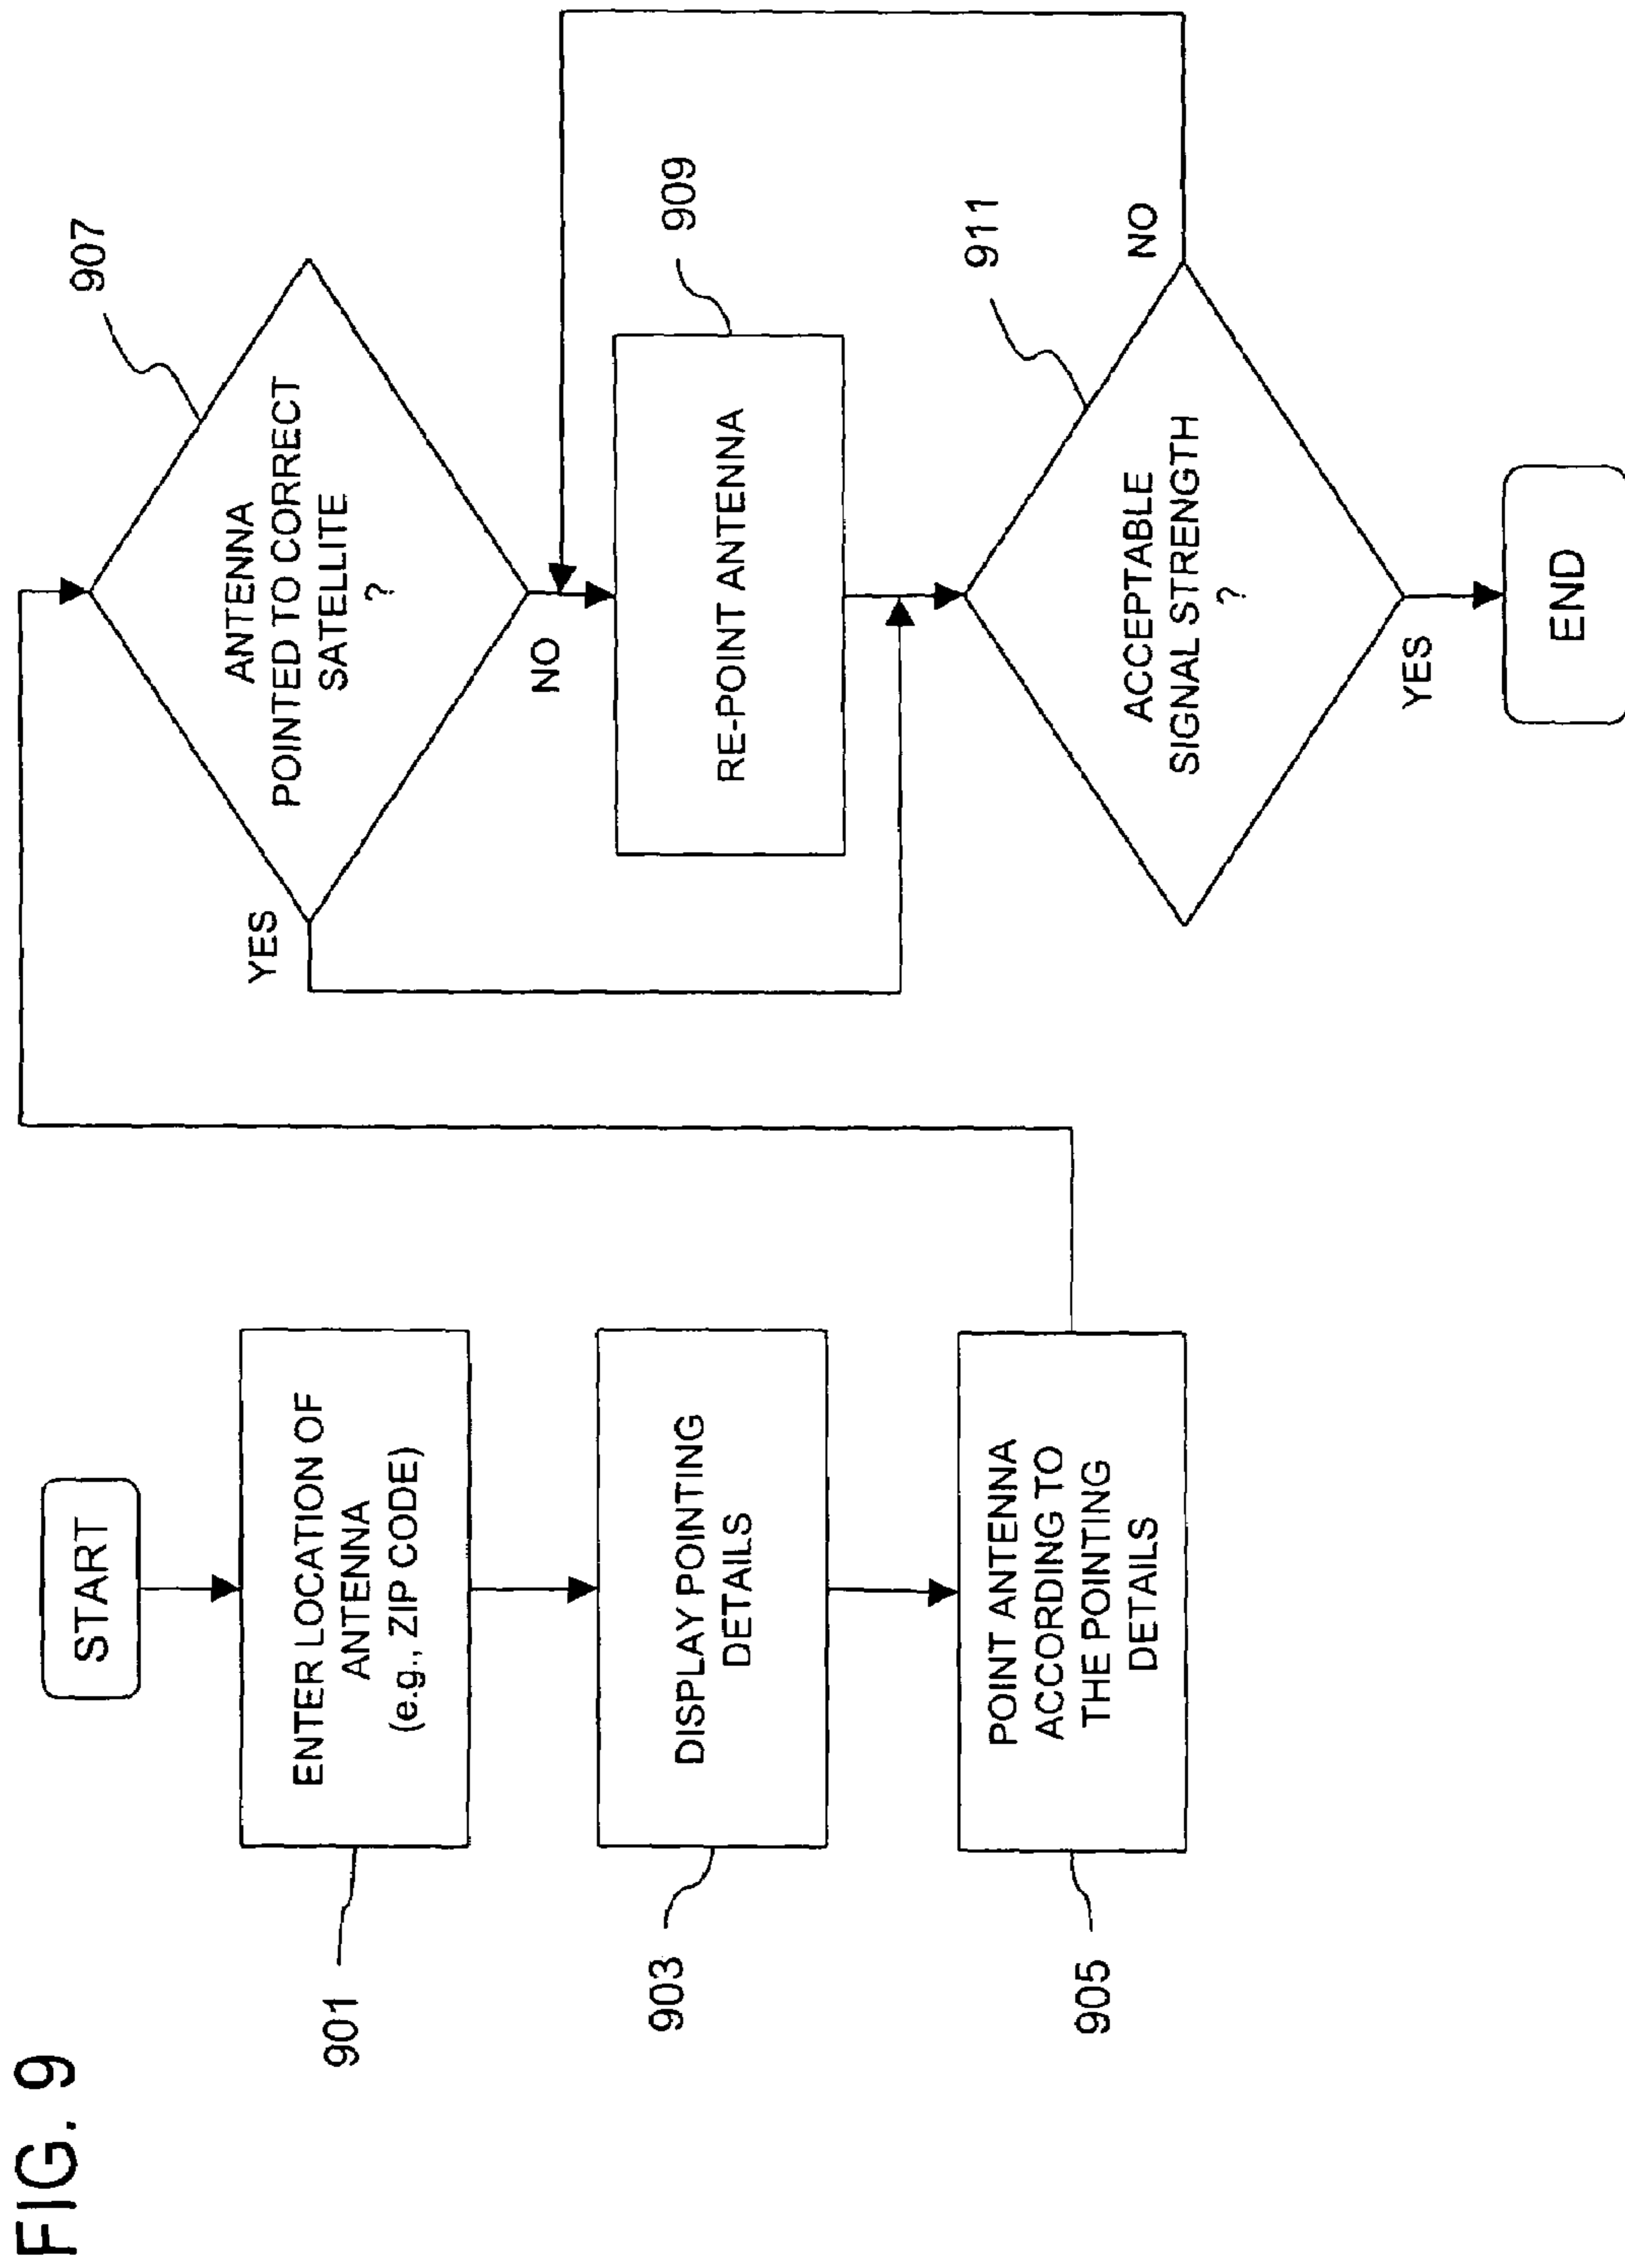 FIG. 9
START
ENTER LOCATION OF
ANTENNA
(e.g., ZIP CODE)
901
DISPLAY POINTING
DETAILS
903
POINT ANTENNA
ACCORDING TO
THE POINTING
DETAILS
905
907
ANTENNA
POINTED TO CORRECT
SATELLITE
?
YES
NO
909
RE-POINT ANTENNA
911
ACCEPTABLE
SIGNAL STRENGTH
?
NO
YES
END